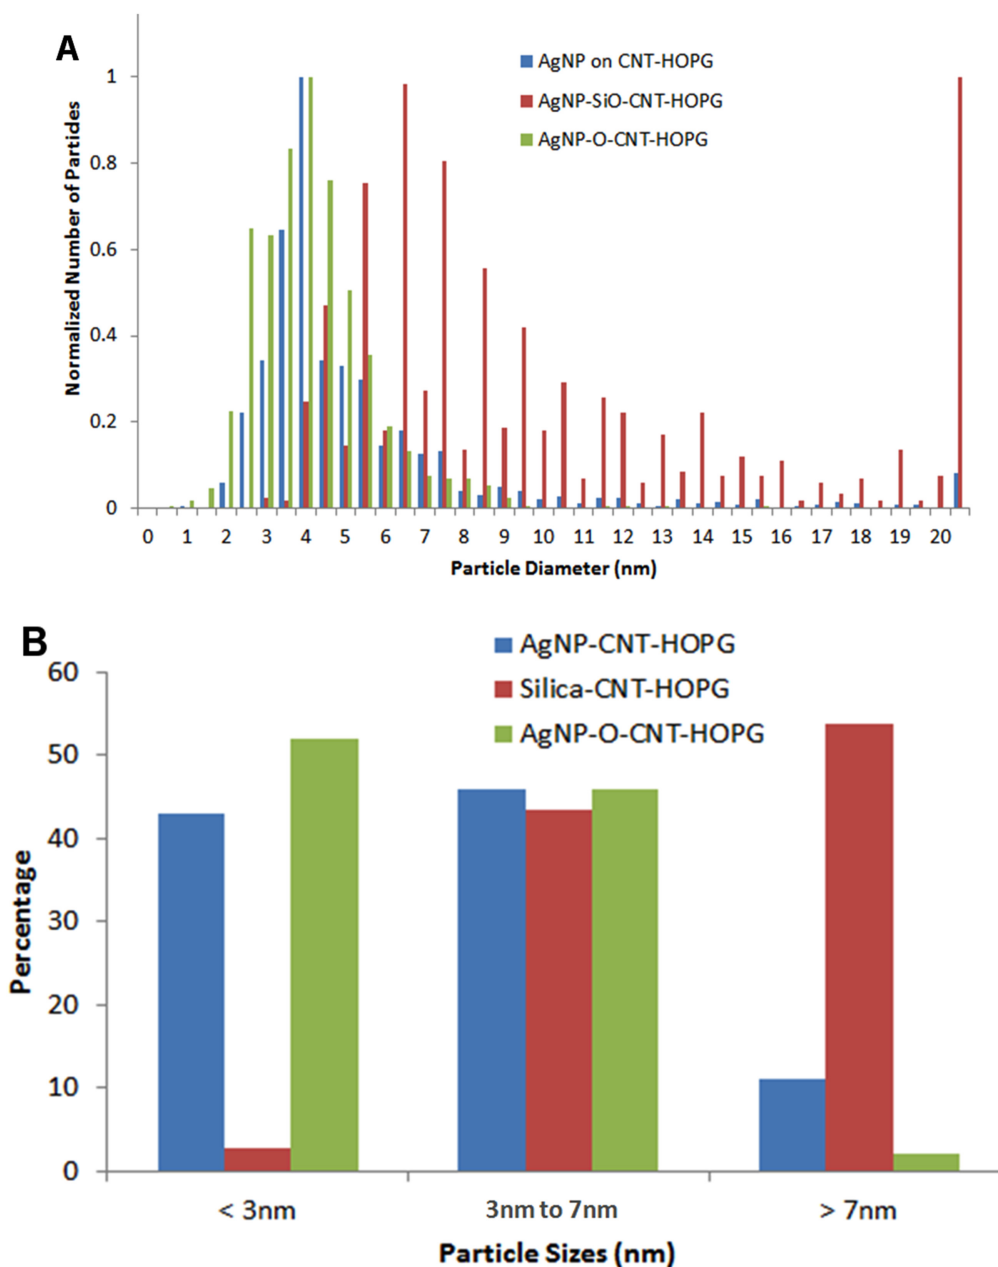 A
AgNP on CNT-HOPG
AgNP-SiO-CNT-HOPG
AgNP-O-CNT-HOPG
Normalized Number of Partides
1
0.8
0.6
0.4
0.2
0
0 1 2 3 4 5 6 7 8 9 10 11 12 13 14 15 16 17 18 19 20
Particle Diameter (nm)
B
AgNP-CNT-HOPG
Silica-CNT-HOPG
AgNP-O-CNT-HOPG
Percentage
60
50
40
30
20
10
0
< 3nm 3nm to 7nm > 7nm
Particle Sizes (nm)